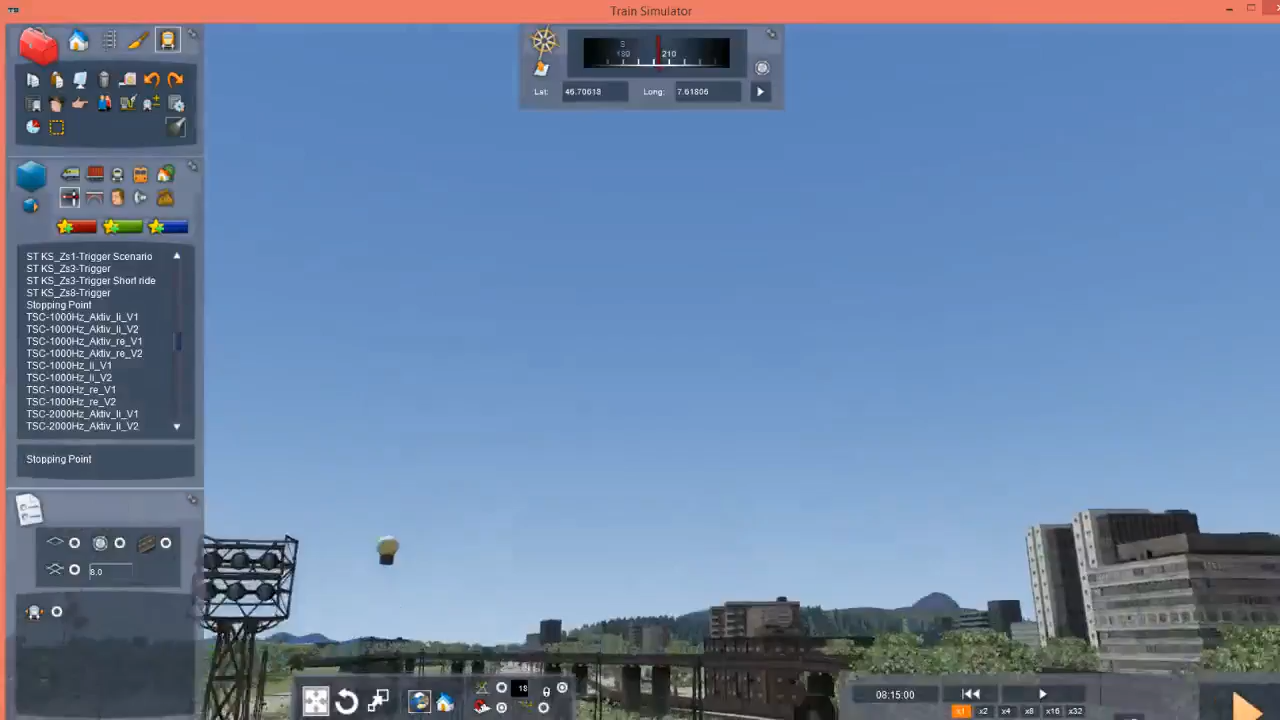 Train Simulator
S
180
210
Lat: 46.70618 Long: 7.61806
ST KS_Zs1-Trigger Scenario
ST KS_Zs3-Trigger
ST KS_Zs3-Trigger Short ride
ST KS_Zs8-Trigger
Stopping Point
TSC-1000Hz_Aktiv_li_V1
TSC-1000Hz_Aktiv_li_V2
TSC-1000Hz_Aktiv_re_V1
TSC-1000Hz_Aktiv_re_V2
TSC-1000Hz_li_V1
TSC-1000Hz_li_V2
TSC-1000Hz_re_V1
TSC-1000Hz_re_V2
TSC-2000Hz_Aktiv_li_V1
TSC-2000Hz_Aktiv_li_V2
Stopping Point
8.0
18
08:15:00
x1 x2 x4 x8 x16 x32